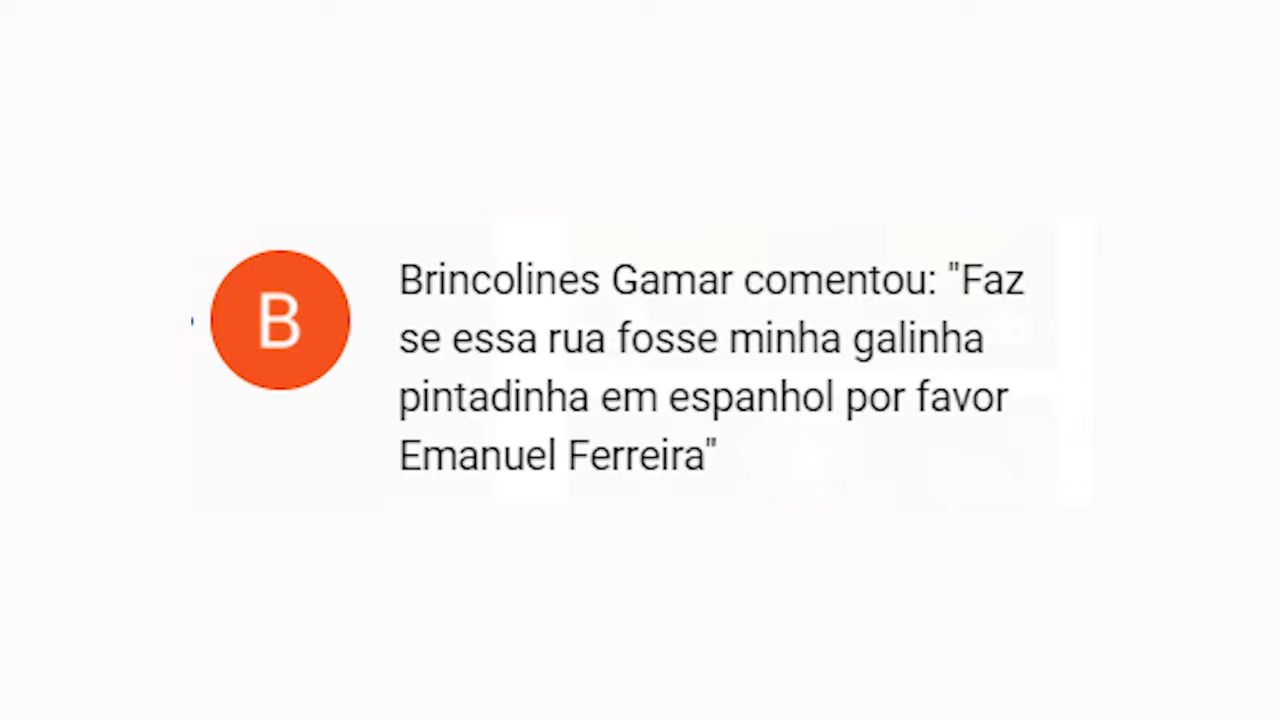 B
Brincolines Gamar comentou: "Faz
se essa rua fosse minha galinha
pintadinha em espanhol por favor
Emanuel Ferreira"